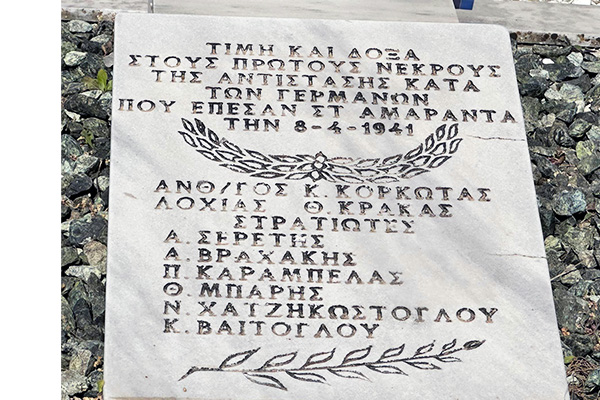 ΤΙΜΗ ΚΑΙ ΔΟΞΑ
ΣΤΟΥΣ ΠΡΩΤΟΥΣ ΝΕΚΡΟΥΣ
ΤΗΣ ΑΝΤΙΣΤΑΣΗΣ ΚΑΤΑ
ΤΩΝ ΓΕΡΜΑΝΩΝ
ΠΟΥ ΕΠΕΣΑΝ ΣΤ ΑΜΑΡΑΝΤΑ
ΤΗΝ 8-4-1941
ΑΝΘ/ΓΟΣ Κ. ΚΟΡΚΩΤΑΣ
ΛΟΧΙΑΣ Θ. ΚΡΑΚΑΣ
ΣΤΡΑΤΙΩΤΕΣ
Α. ΣΕΡΕΤΗΣ
Α. ΒΡΑΧΑΚΗΣ
Π. ΚΑΡΑΜΠΕΛΑΣ
Θ. ΜΠΑΡΗΣ
Ν. ΧΑΤΖΗΚΩΣΤΟΓΛΟΥ
Κ. ΒΑΙΤΟΓΛΟΥ